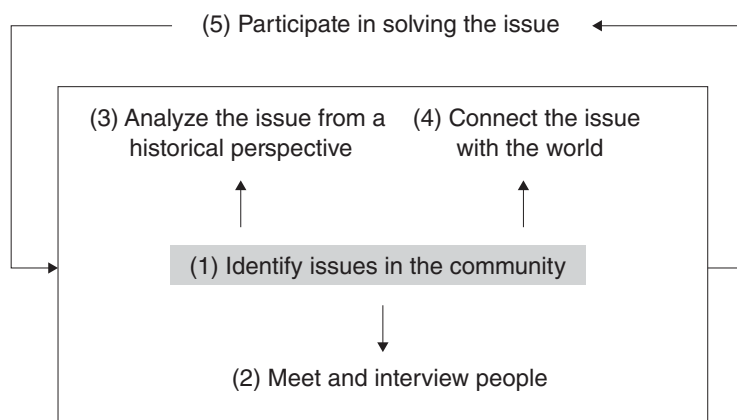 (5) Participate in solving the issue
(3) Analyze the issue from a
historical perspective
(4) Connect the issue
with the world
(1) Identify issues in the community
(2) Meet and interview people